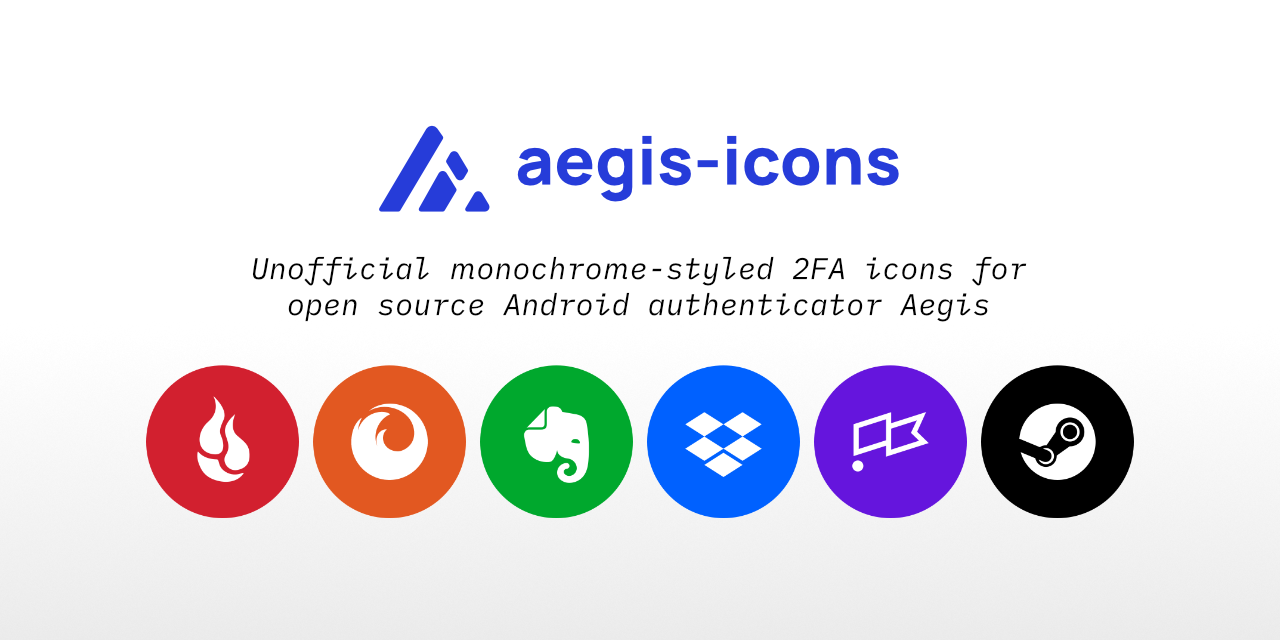 aegis-icons
Unofficial monochrome-styled 2FA icons for
open source Android authenticator Aegis